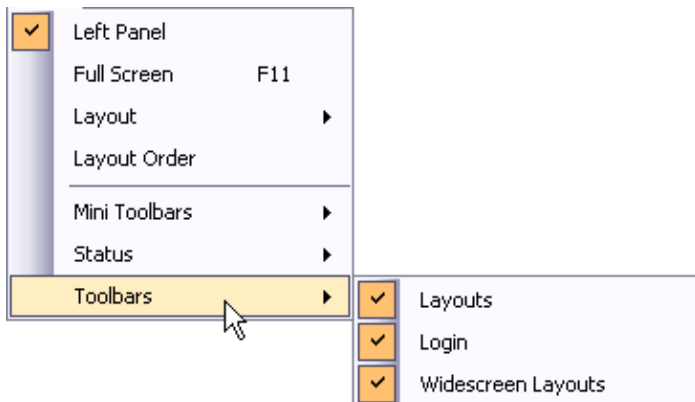 Left Panel
Full Screen F11
Layout
Layout Order
Mini Toolbars
Status
Toolbars
Layouts
Login
Widescreen Layouts